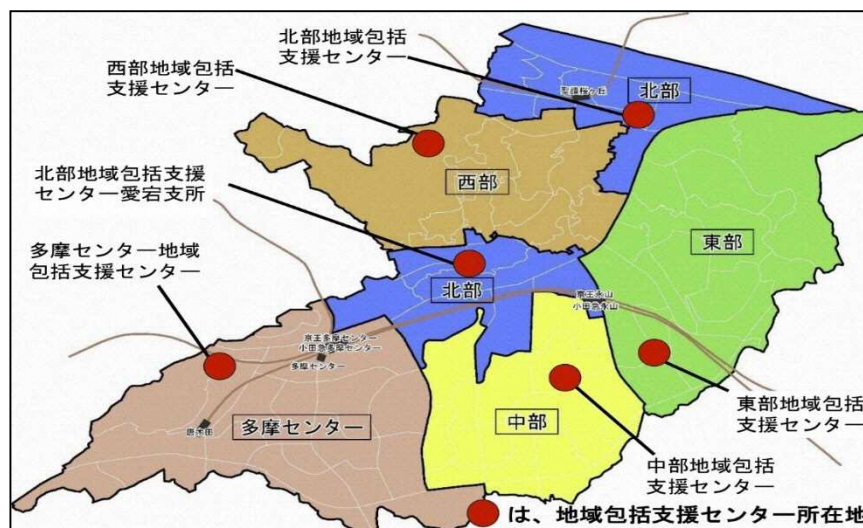 北部地域包括
支援センター
西部地域包括
支援センター
聖蹟桜ヶ丘
北部
西部
北部地域包括支援
センター愛宕支所
東部
多摩センター地域
包括支援センター
北部
京王永山
小田急永山
京王多摩センター
小田急多摩センター
多摩センター
唐木田
多摩センター
中部
東部地域包括
支援センター
中部地域包括
支援センター
は、地域包括支援センター所在地